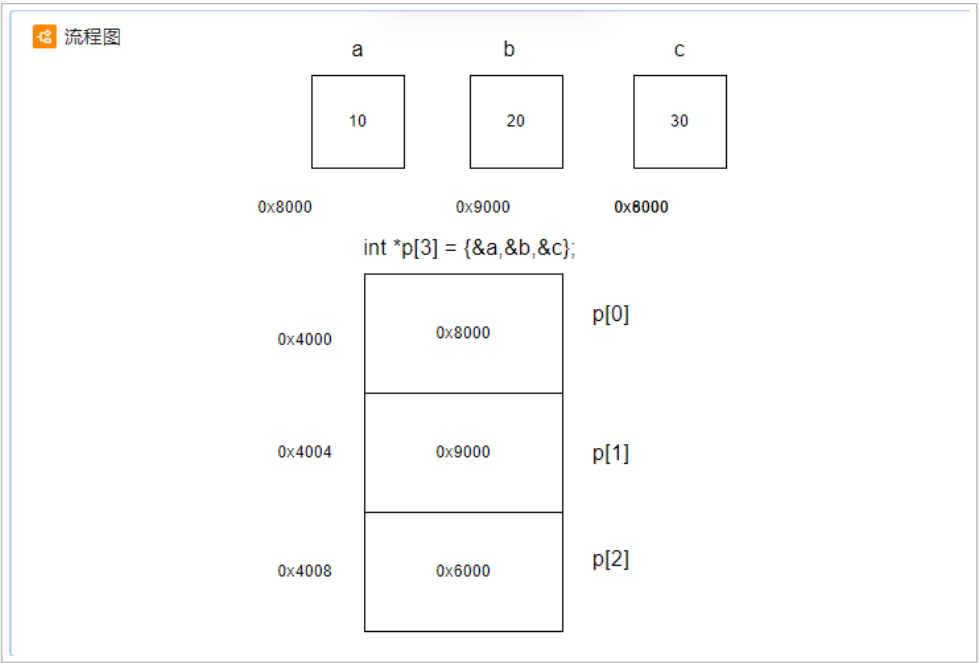 流程图
a b c
10 20 30
0x8000 0x9000 0x6000
int *p[3] = {&a,&b,&c};
p[0]
0x4000 0x8000
0x4004 0x9000 p[1]
p[2]
0x4008 0x6000